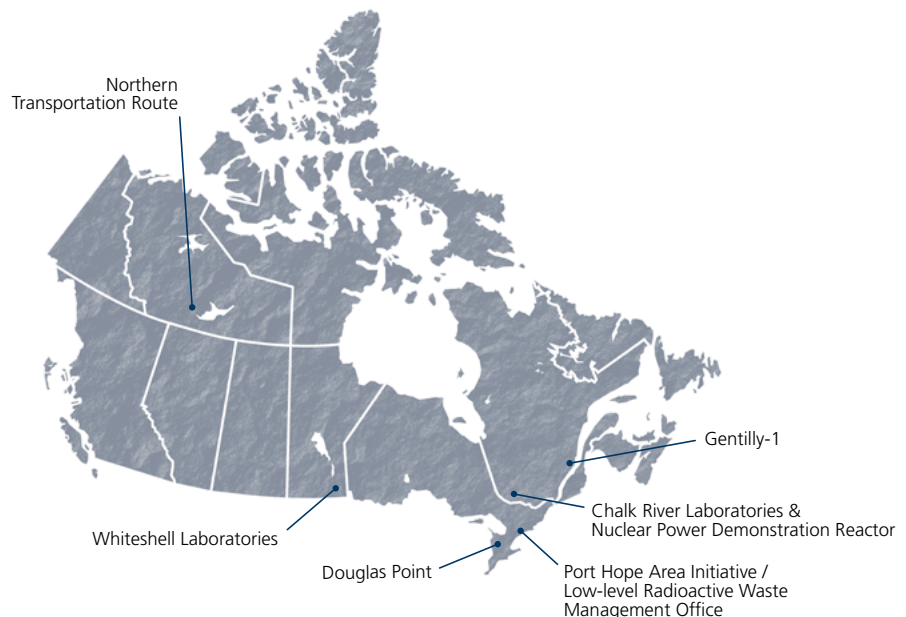 Northern
Transportation Route
Gentilly-1
Chalk River Laboratories &
Nuclear Power Demonstration Reactor
Whiteshell Laboratories
Douglas Point
Port Hope Area Initiative /
Low-level Radioactive Waste
Management Office